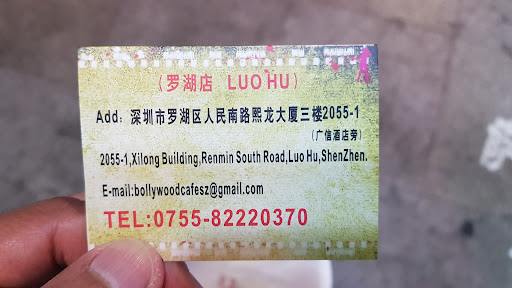 (罗湖店 LUO HU)
Add: 深圳市罗湖区人民南路熙龙大厦三楼2055-1
(广信酒店旁)
2055-1,Xilong Building,Renmin South Road,Luo Hu,ShenZhen.
E-mail:bollywoodcafesz@gmail.com
TEL:0755-82220370